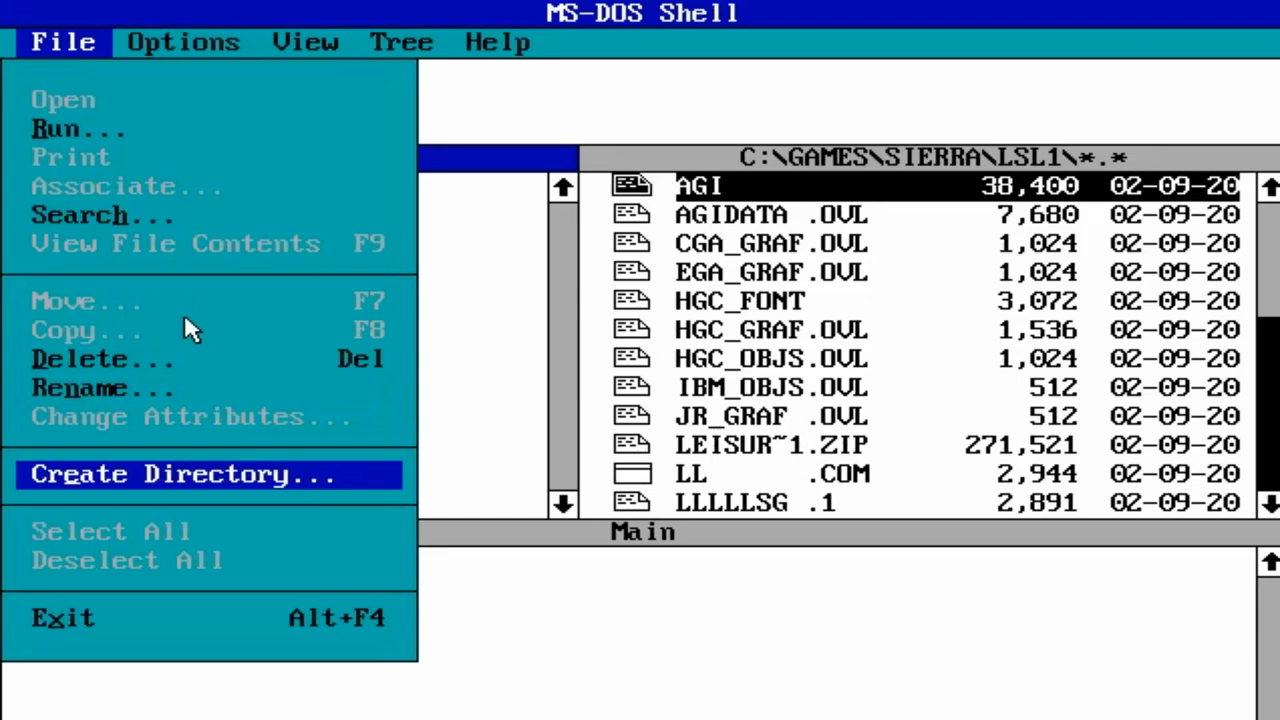 MS-DOS Shell
File Options View Tree Help
Open
Run...
Print
Associate...
Search...
View File Contents F9
Move... F7
Copy... F8
Delete... Del
Rename...
Change Attributes...
Create Directory...
Select All
Deselect All
Exit Alt+F4
C:\GAMES\SIERRA\LSL1\*.*
AGI 38,400 02-09-20
AGIDATA .OVL 7,680 02-09-20
CGA_GRAF.OVL 1,024 02-09-20
EGA_GRAF.OVL 1,024 02-09-20
HGC_FONT 3,072 02-09-20
HGC_GRAF.OVL 1,536 02-09-20
HGC_OBJS.OVL 1,024 02-09-20
IBM_OBJS.OVL 512 02-09-20
JR_GRAF .OVL 512 02-09-20
LEISUR~1.ZIP 271,521 02-09-20
LL .COM 2,944 02-09-20
LLLLLSG .1 2,891 02-09-20
Main